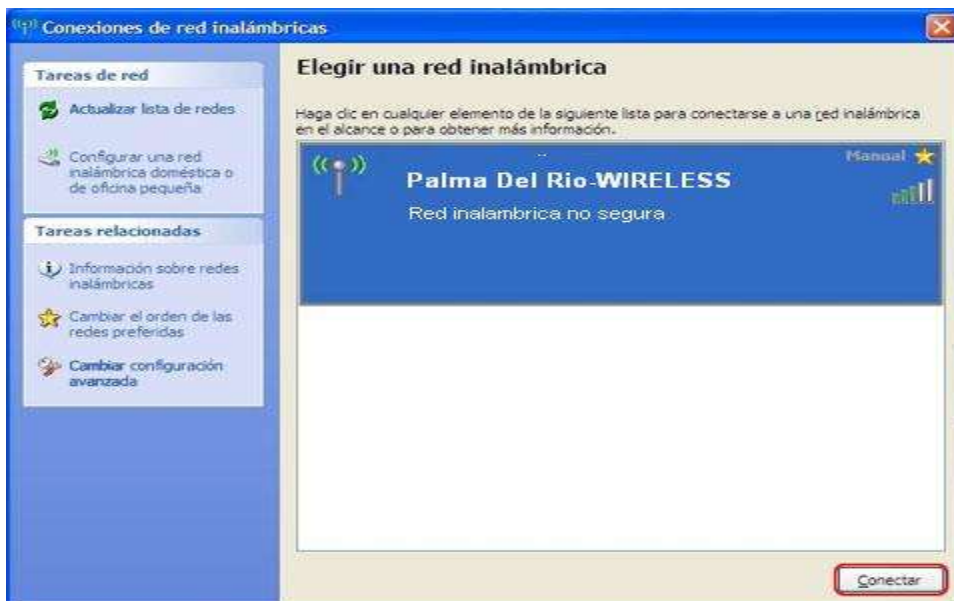 Conexiones de red inalámbricas
Tareas de red
Actualizar lista de redes
Configurar una red
inalámbrica doméstica o
de oficina pequeña
Tareas relacionadas
Información sobre redes
inalámbricas
Cambiar el orden de las
redes preferidas
Cambiar configuración
avanzada
Elegir una red inalámbrica
Haga clic en cualquier elemento de la siguiente lista para conectarse a una red inalámbrica
en el alcance o para obtener más información.
Manual
Palma Del Rio-WIRELESS
Red inalambrica no segura
Conectar